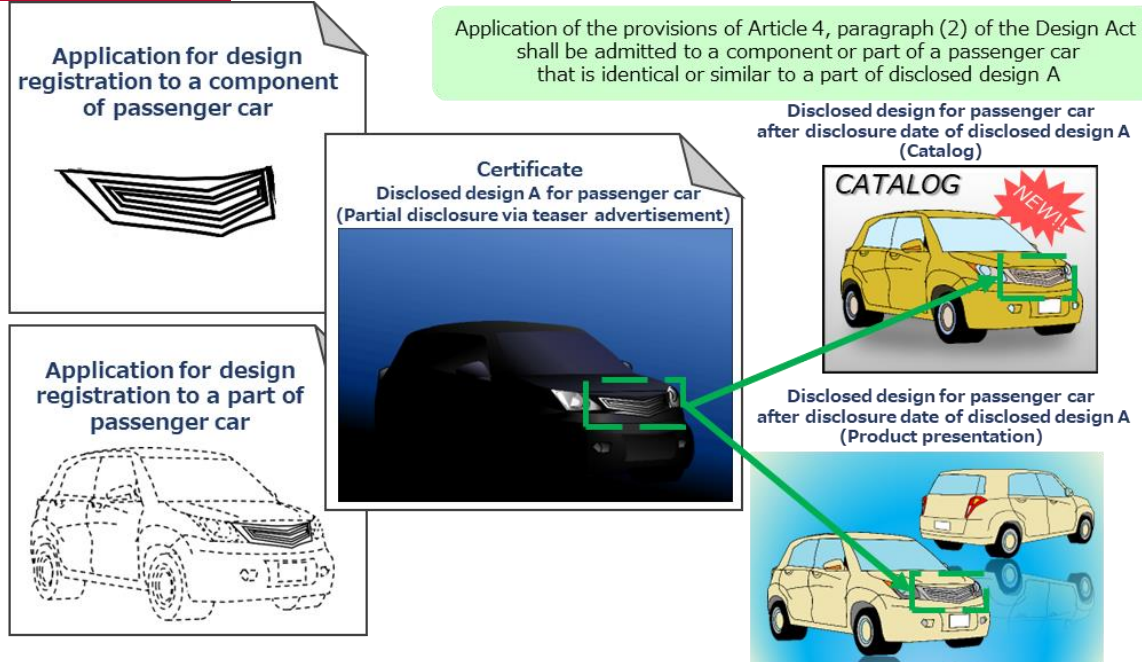 Application for design
registration to a component
of passenger car
Application of the provisions of Article 4, paragraph (2) of the Design Act
shall be admitted to a component or part of a passenger car
that is identical or similar to a part of disclosed design A
Certificate
Disclosed design A for passenger car
(Partial disclosure via teaser advertisement)
Disclosed design for passenger car
after disclosure date of disclosed design A
(Catalog)
CATALOG
NEW!!
Application for design
registration to a part of
passenger car
Disclosed design for passenger car
after disclosure date of disclosed design A
(Product presentation)